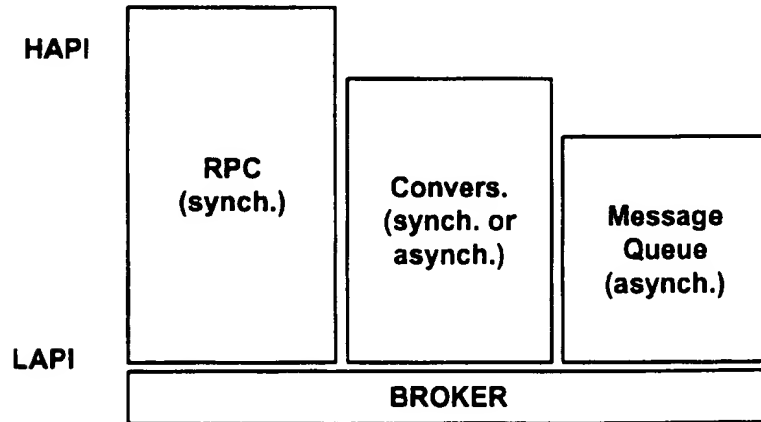 HAPI
RPC
(synch.)
Convers.
(synch. or
asynch.)
Message
Queue
(asynch.)
LAPI
BROKER